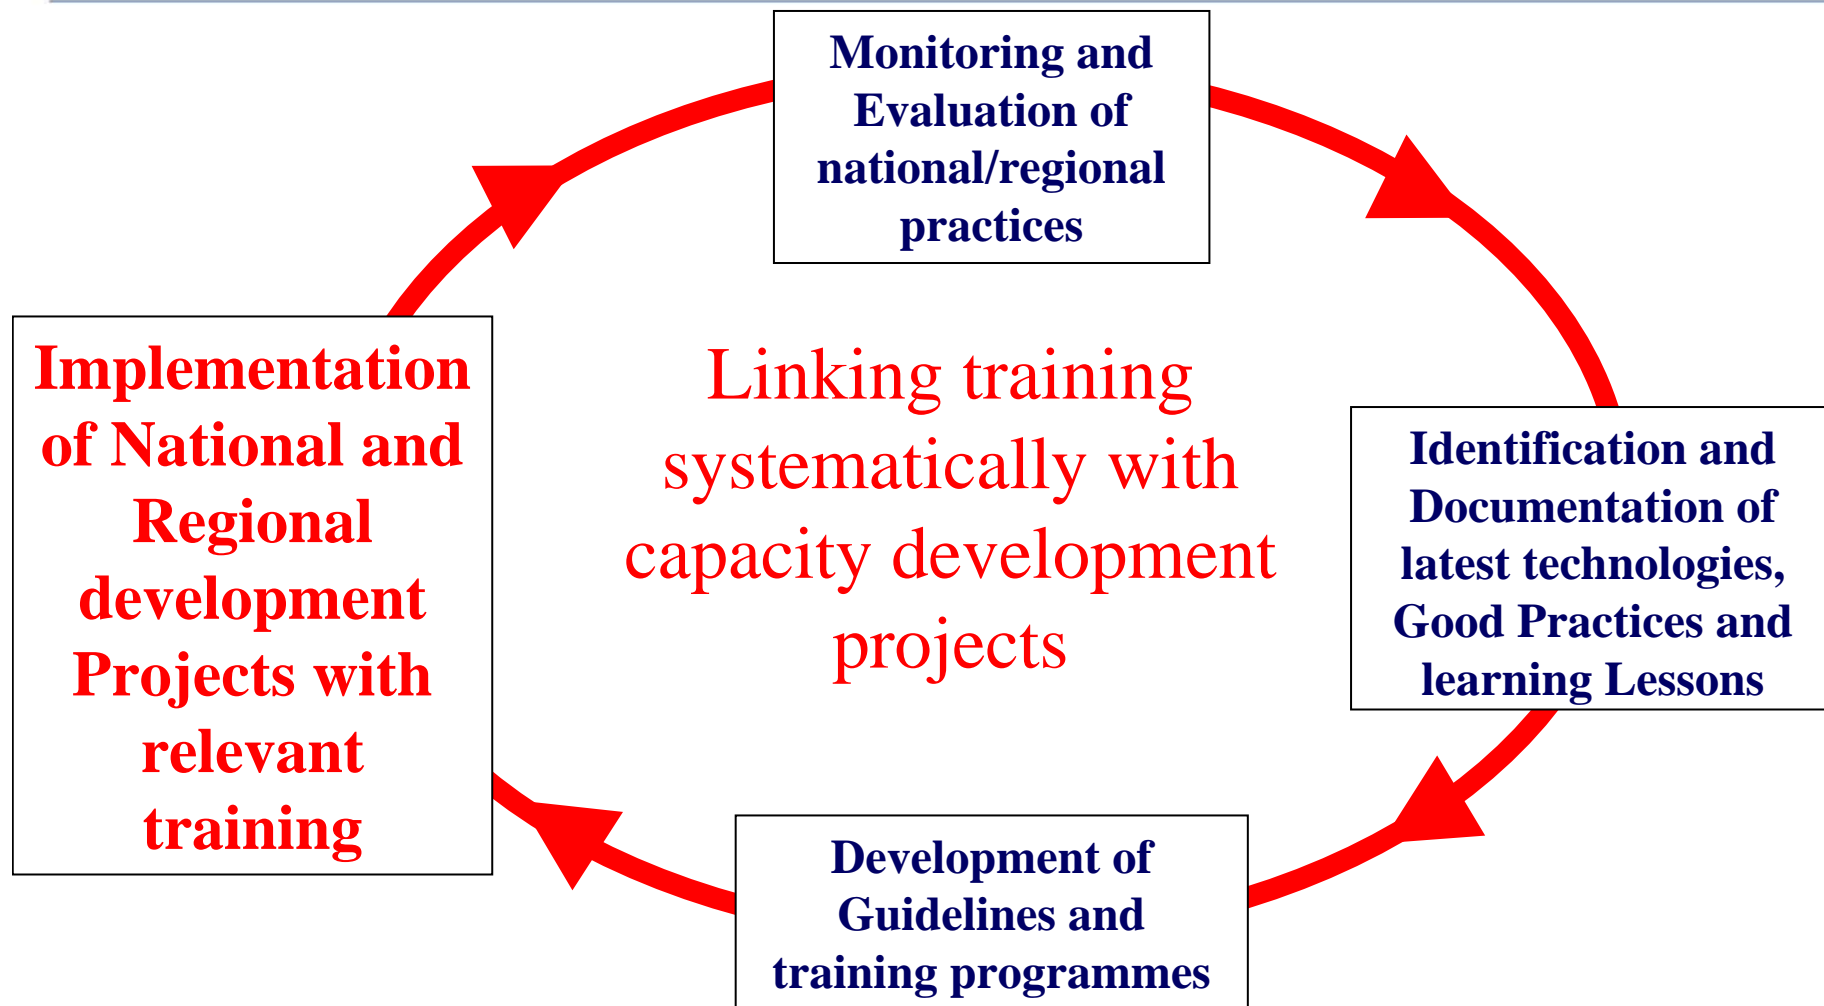 Monitoring and
Evaluation of
national/regional
practices
Implementation
of National and
Regional
development
Projects with
relevant
training
Linking training
systematically with
capacity development
projects
Identification and
Documentation of
latest technologies,
Good Practices and
learning Lessons
Development of
Guidelines and
training programmes